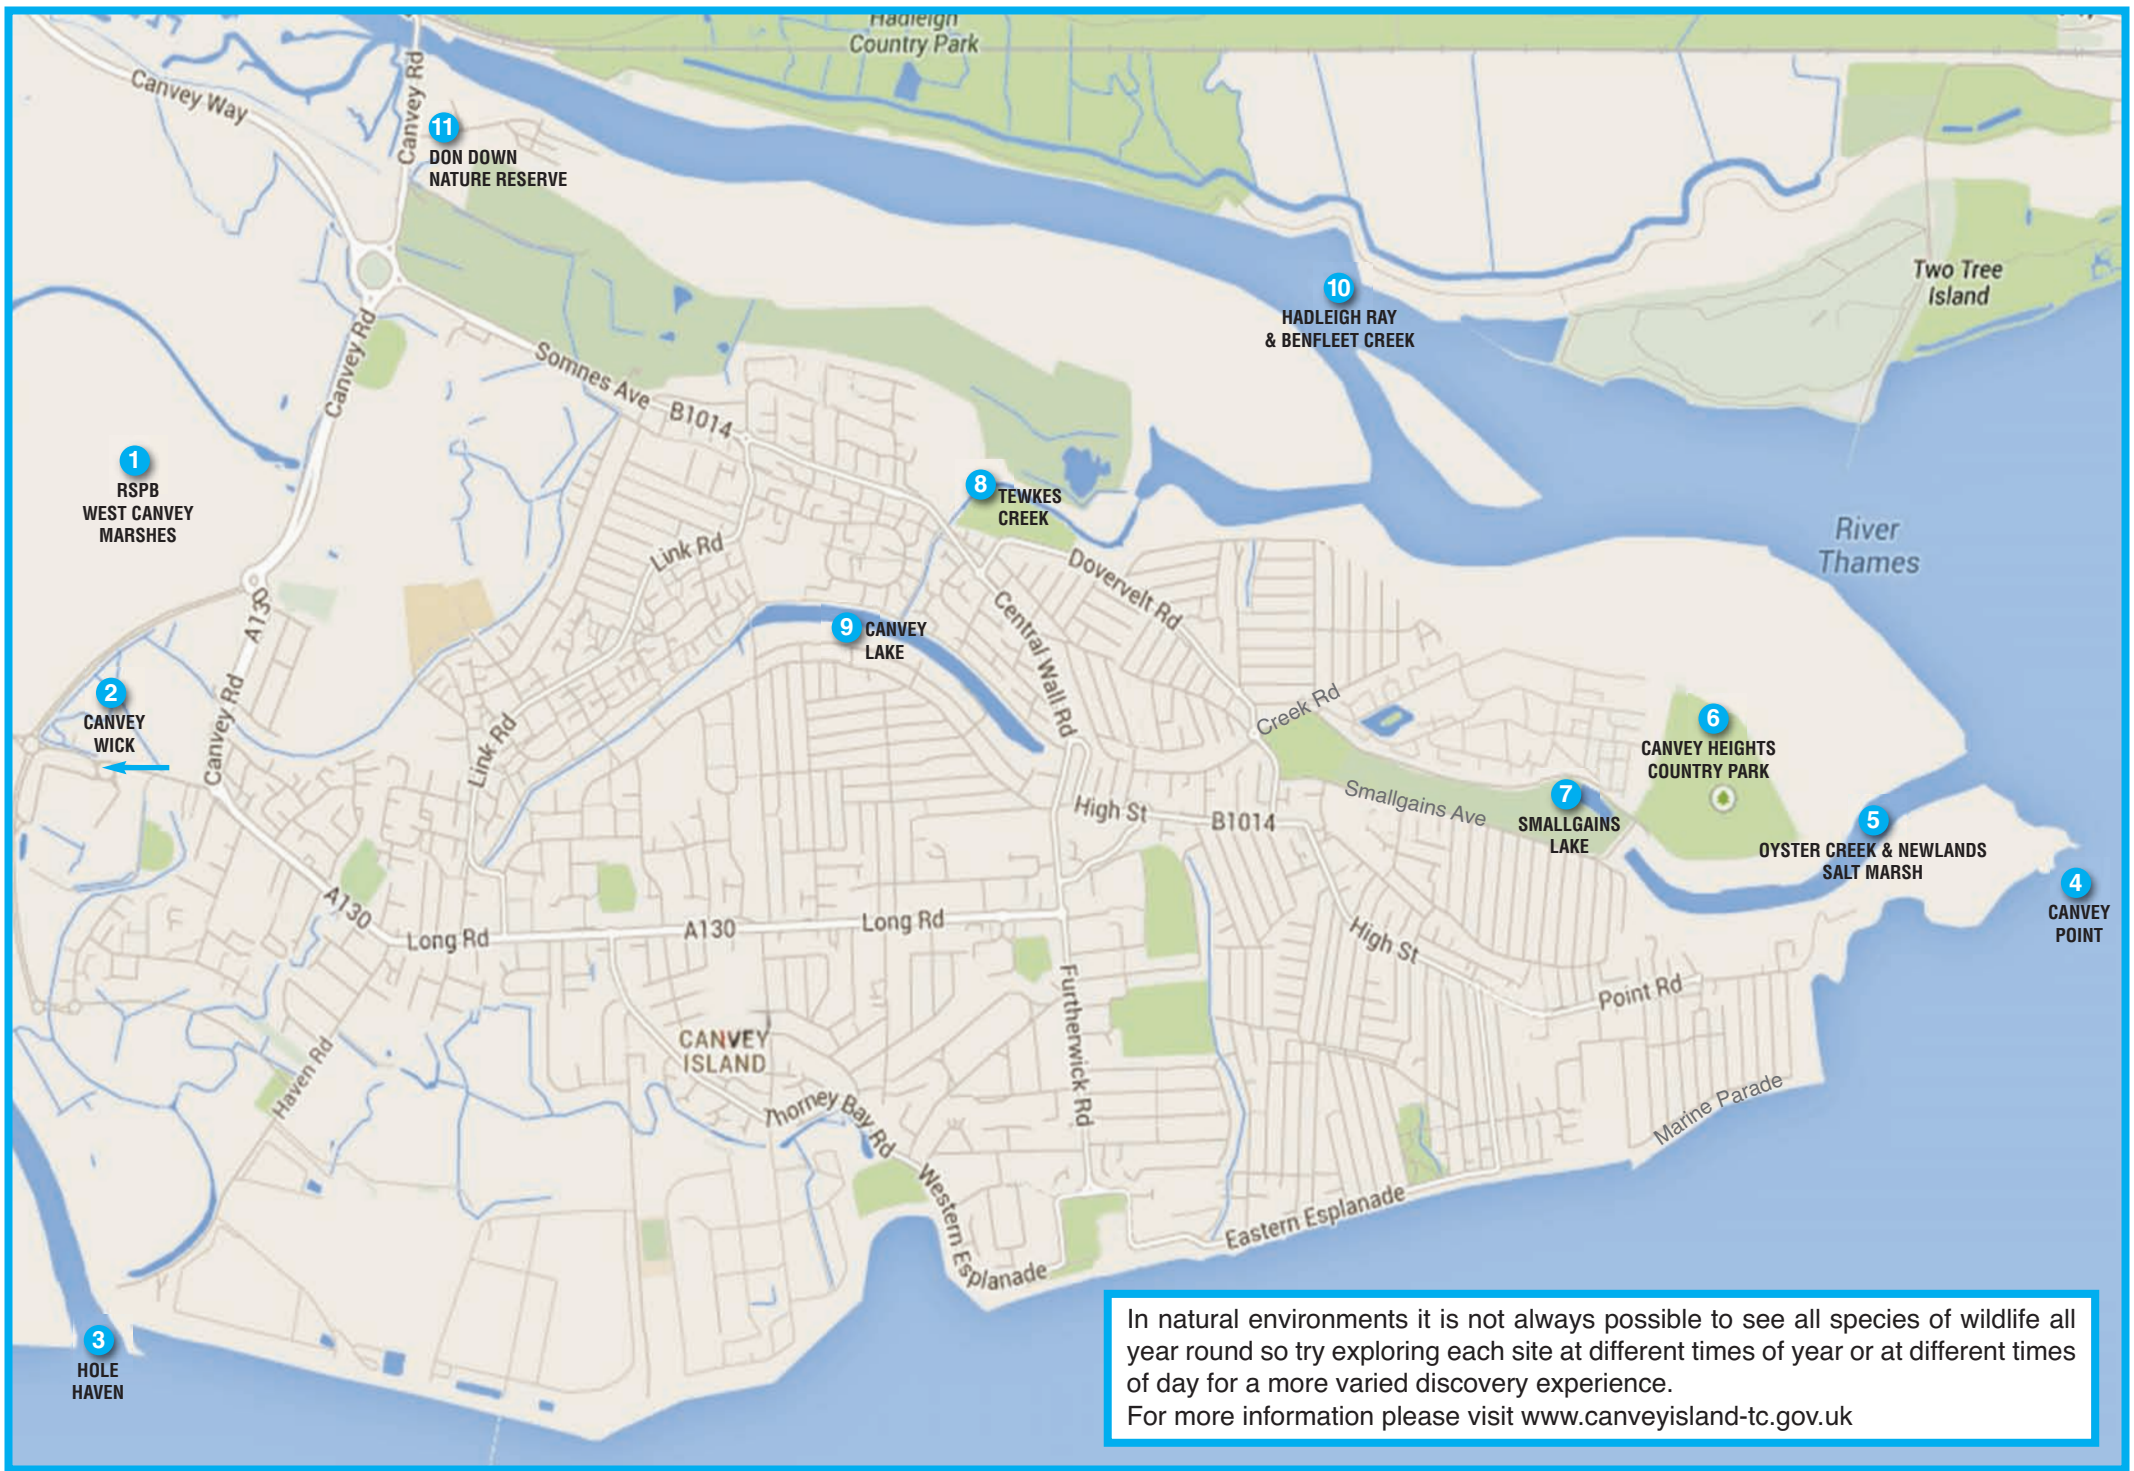 Hadleigh
Country Park
Canvey Way
Canvey Rd
11
DON DOWN
NATURE RESERVE
Two Tree
Island
10
HADLEIGH RAY
& BENFLEET CREEK
Canvey Rd
Somnes Ave
B1014
1
RSPB
WEST CANVEY
MARSHES
8
TEWKES
CREEK
River
Thames
Link Rd
Dovervelt Rd
A130
9
CANVEY
LAKE
Central Wall Rd
2
CANVEY
WICK
Canvey Rd
Link Rd
Creek Rd
6
CANVEY HEIGHTS
COUNTRY PARK
Smallgains Ave
7
SMALLGAINS
LAKE
High St
B1014
5
OYSTER CREEK & NEWLANDS
SALT MARSH
4
CANVEY
POINT
A130
Long Rd
A130
Long Rd
High St
Point Rd
Furtherwick Rd
CANVEY
ISLAND
Haven Rd
Thorney Bay Rd
Marine Parade
Western Esplanade
Eastern Esplanade
3
HOLE
HAVEN
In natural environments it is not always possible to see all species of wildlife all
year round so try exploring each site at different times of year or at different times
of day for a more varied discovery experience.
For more information please visit www.canveyisland-tc.gov.uk